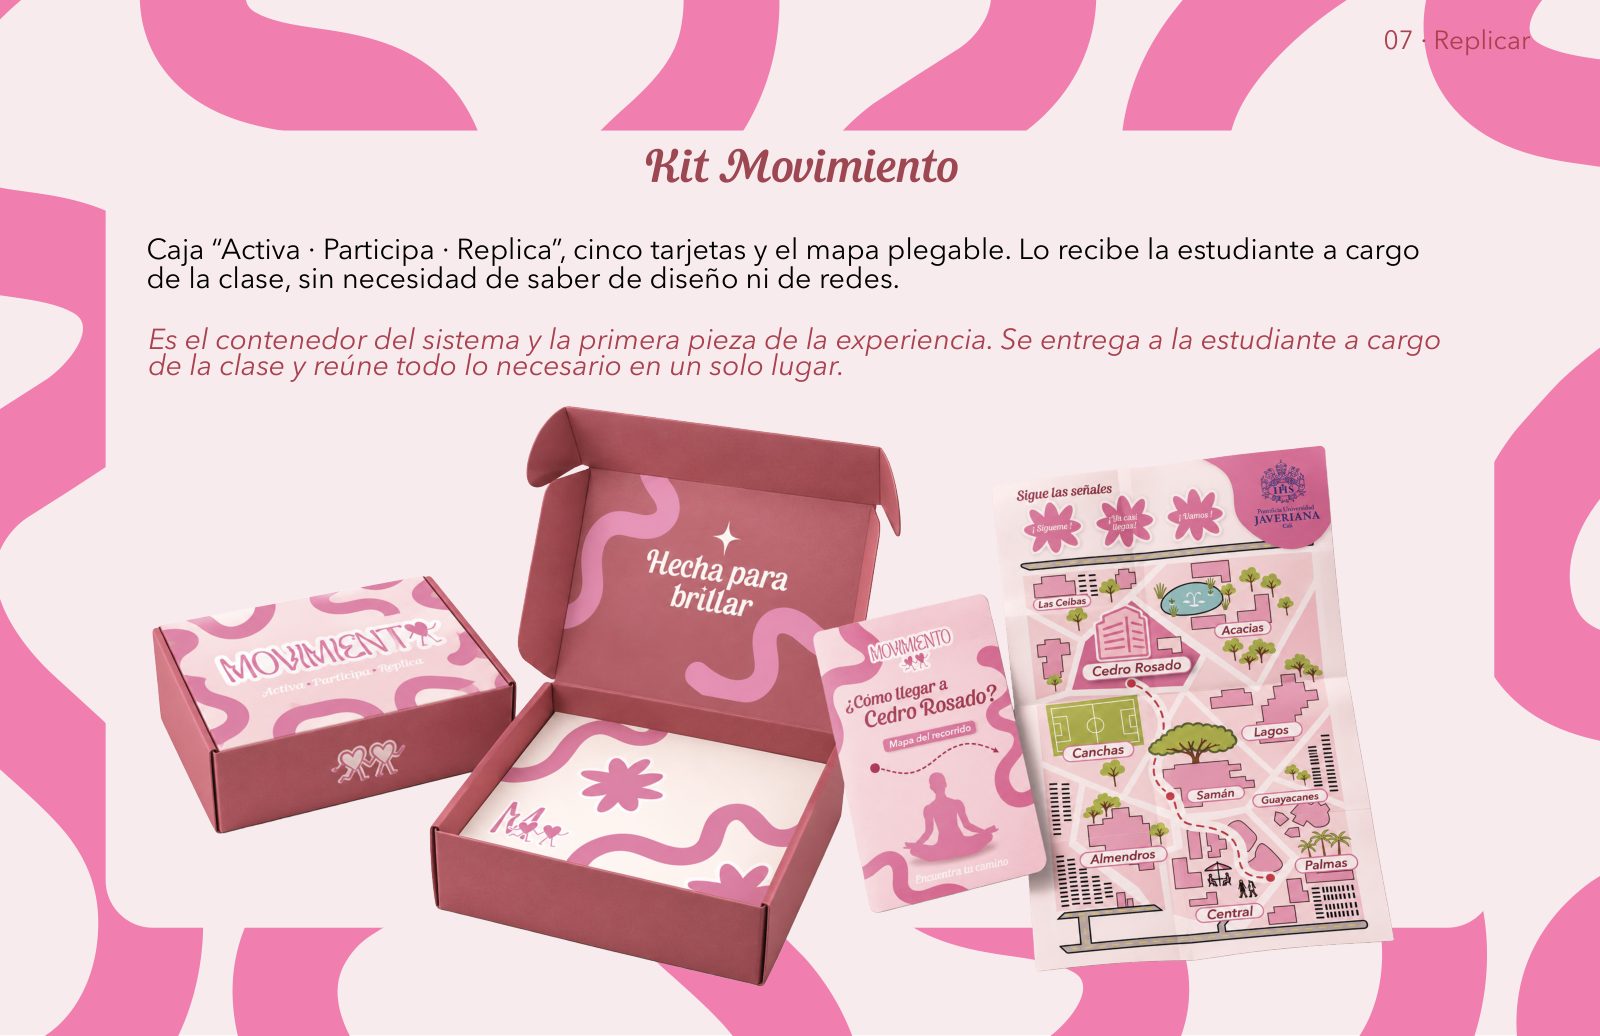 07 · Replicar
Kit Movimiento
Caja “Activa · Participa · Replica”, cinco tarjetas y el mapa plegable. Lo recibe la estudiante a cargo
de la clase, sin necesidad de saber de diseño ni de redes.
Es el contenedor del sistema y la primera pieza de la experiencia. Se entrega a la estudiante a cargo
de la clase y reúne todo lo necesario en un solo lugar.
MOVIMIENTO
Activa · Participa · Replica
Hecha para
brillar
MOVIMIENTO
¿Cómo llegar a
Cedro Rosado?
Mapa del recorrido
Encuentra tu camino
Sigue las señales
¡Sígueme!
¡Ya casi
llegas!
¡Vamos!
IHS
Pontificia Universidad
JAVERIANA
Cali
Las Ceibas
Acacias
Cedro Rosado
Canchas
Lagos
Samán
Guayacanes
Almendros
Palmas
Central